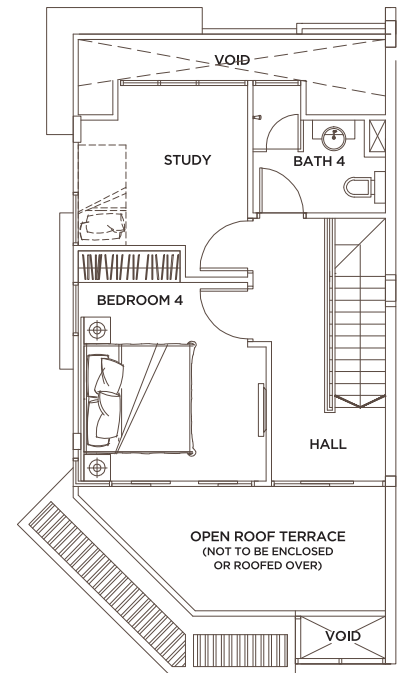 VOID
STUDY
BATH 4
BEDROOM 4
HALL
OPEN ROOF TERRACE
(NOT TO BE ENCLOSED
OR ROOFED OVER)
VOID